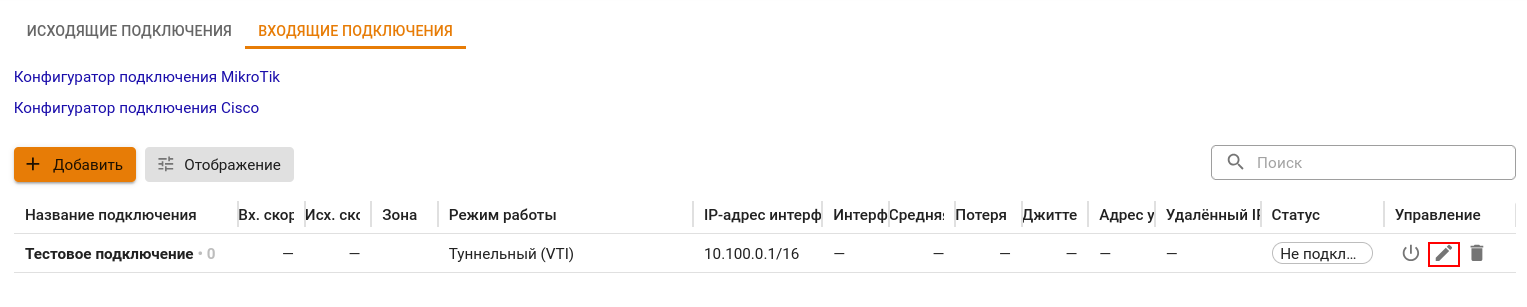 ИСХОДЯЩИЕ ПОДКЛЮЧЕНИЯ ВХОДЯЩИЕ ПОДКЛЮЧЕНИЯ
Конфигуратор подключения MikroTik
Конфигуратор подключения Cisco
Добавить Отображение Поиск
Название подключения Вх. скор Исх. ско Зона Режим работы IP-адрес интерф Интерф Средняя Потеря Джитте Адрес у Удалённый IP Статус Управление
Тестовое подключение • 0 — — Туннельный (VTI) 10.100.0.1/16 — — — — — — Не подкл...